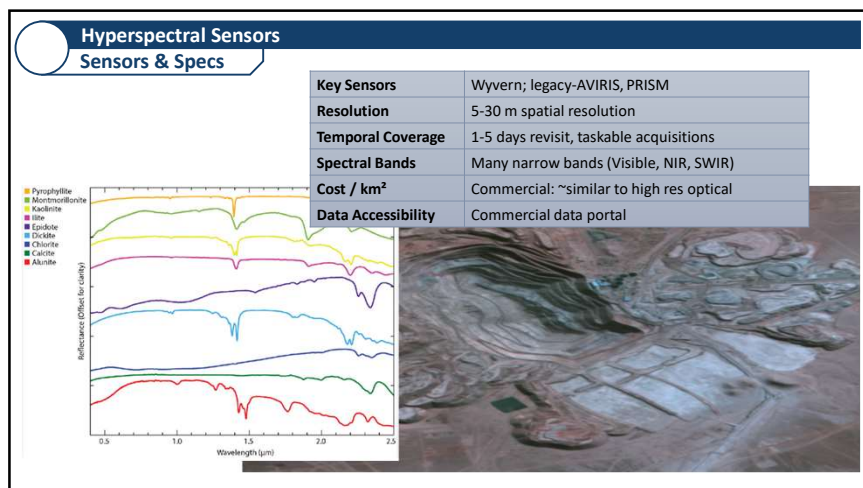 Hyperspectral Sensors
Sensors & Specs
Key Sensors Wyvern; legacy-AVIRIS, PRISM
Resolution 5-30 m spatial resolution
Temporal Coverage 1-5 days revisit, taskable acquisitions
Spectral Bands Many narrow bands (Visible, NIR, SWIR)
Cost / km² Commercial: ~similar to high res optical
Data Accessibility Commercial data portal
Pyrophyllite
Montmorillonite
Kaolinite
Illite
Epidote
Dickite
Chlorite
Calcite
Alunite
Reflectance (Offset for clarity)
0.5 1.0 1.5 2.0 2.5
Wavelength (µm)